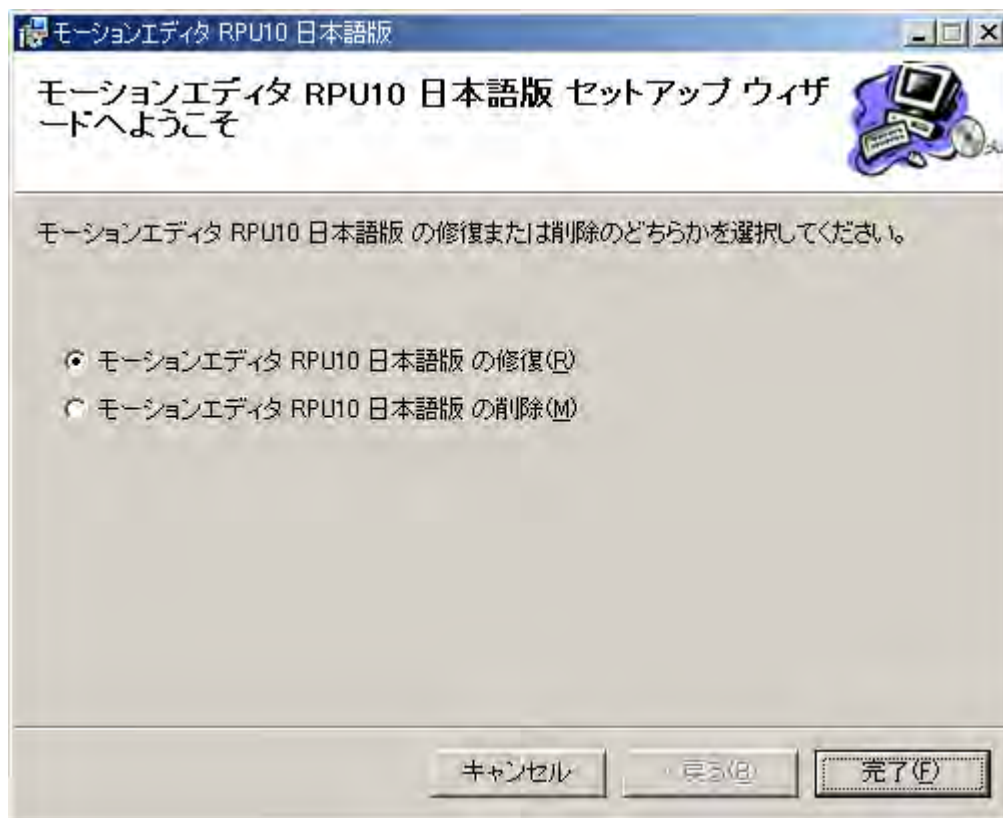 モーションエディタ RPU10 日本語版
モーションエディタ RPU10 日本語版 セットアップ ウィザ
ードへようこそ
モーションエディタ RPU10 日本語版 の修復または削除のどちらかを選択してください。
モーションエディタ RPU10 日本語版 の修復(R)
モーションエディタ RPU10 日本語版 の削除(M)
キャンセル
< 戻る(B)
完了(F)